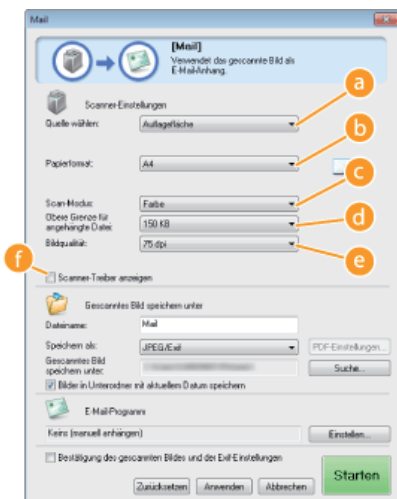 Mail
[Mail]
Verwendet das gescannte Bild als
E-Mail-Anhang.
a
Scanner-Einstellungen
Quelle wählen:
Auflagefläche
b
Papierformat:
A4
c
Scan-Modus:
Farbe
Obere Grenze für
angehängte Datei:
150 KB
d
Bildqualität:
75 dpi
e
f
Scanner-Treiber anzeigen
Gescanntes Bild speichern unter
Dateiname:
Mail
Speichern als:
JPEG/Exif
PDF-Einstellungen...
Gescanntes Bild
speichern unter:
Suche...
Bilder in Unterordner mit aktuellem Datum speichern
E-Mail-Programm
Keins (manuell anhängen)
Einstellen...
Bestätigung des gescannten Bildes und der Exif-Einstellungen
Zurücksetzen Anwenden Abbrechen
Starten